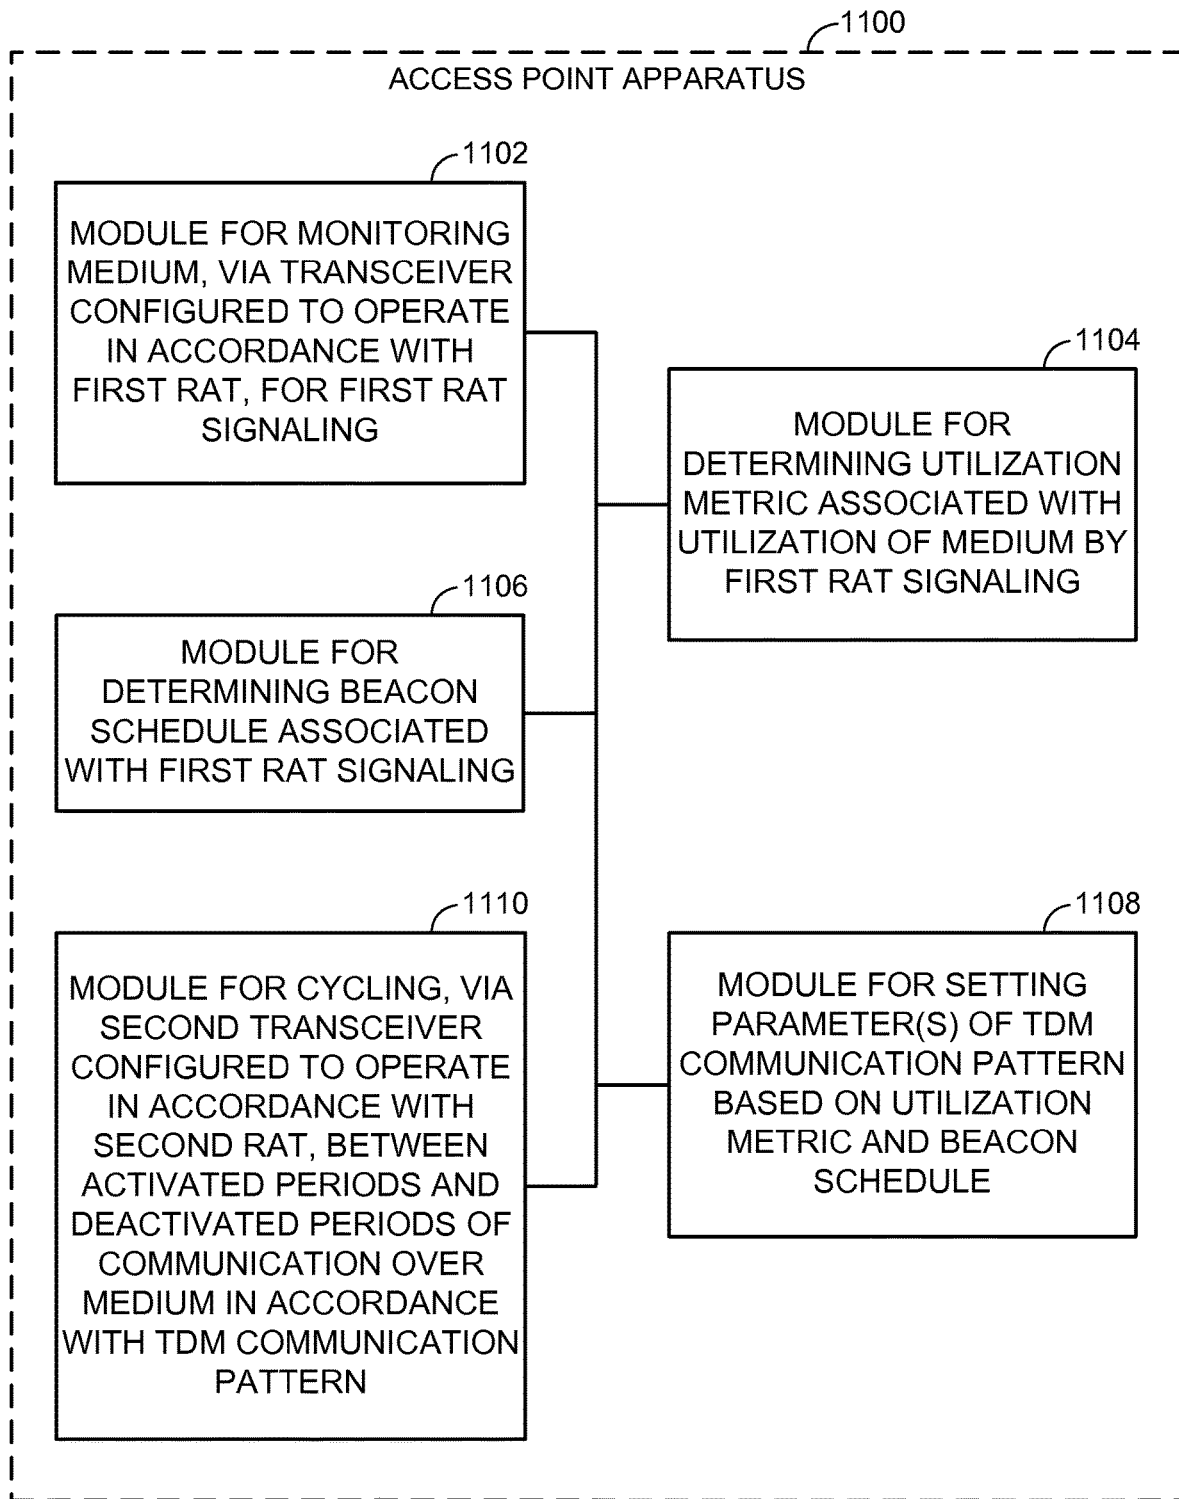 1100
ACCESS POINT APPARATUS
1102
MODULE FOR MONITORING
MEDIUM, VIA TRANSCEIVER
CONFIGURED TO OPERATE
IN ACCORDANCE WITH
FIRST RAT, FOR FIRST RAT
SIGNALING
1104
MODULE FOR
DETERMINING UTILIZATION
METRIC ASSOCIATED WITH
UTILIZATION OF MEDIUM BY
FIRST RAT SIGNALING
1106
MODULE FOR
DETERMINING BEACON
SCHEDULE ASSOCIATED
WITH FIRST RAT SIGNALING
1110
MODULE FOR CYCLING, VIA
SECOND TRANSCEIVER
CONFIGURED TO OPERATE
IN ACCORDANCE WITH
SECOND RAT, BETWEEN
ACTIVATED PERIODS AND
DEACTIVATED PERIODS OF
COMMUNICATION OVER
MEDIUM IN ACCORDANCE
WITH TDM COMMUNICATION
PATTERN
1108
MODULE FOR SETTING
PARAMETER(S) OF TDM
COMMUNICATION PATTERN
BASED ON UTILIZATION
METRIC AND BEACON
SCHEDULE